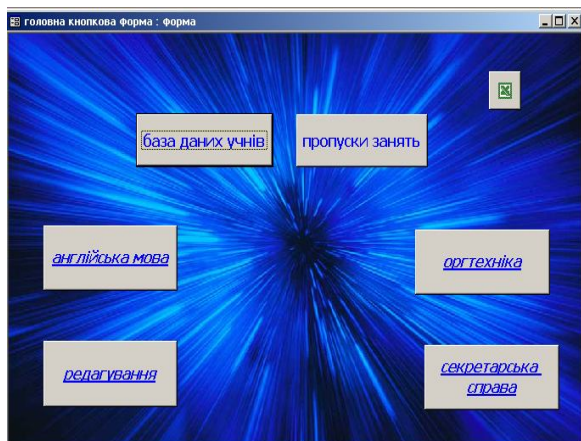 головна кнопкова форма : форма
база даних учнів
пропуски занять
англійська мова
оргтехніка
редагування
секретарська
справа